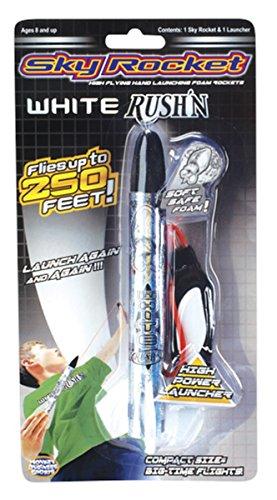 Ages 8 and up
Contents: 1 Sky Rocket & 1 Launcher
Sky Rocket
HIGH FLYING HAND LAUNCHING FOAM ROCKETS
WHITE RUSH'N
Flies up to
250
FEET!
SOFT
SAFE
FOAM!
LAUNCH AGAIN
AND AGAIN !!!
HIGH
POWER
LAUNCHER
COMPACT SIZE-
BIG-TIME FLIGHTS!